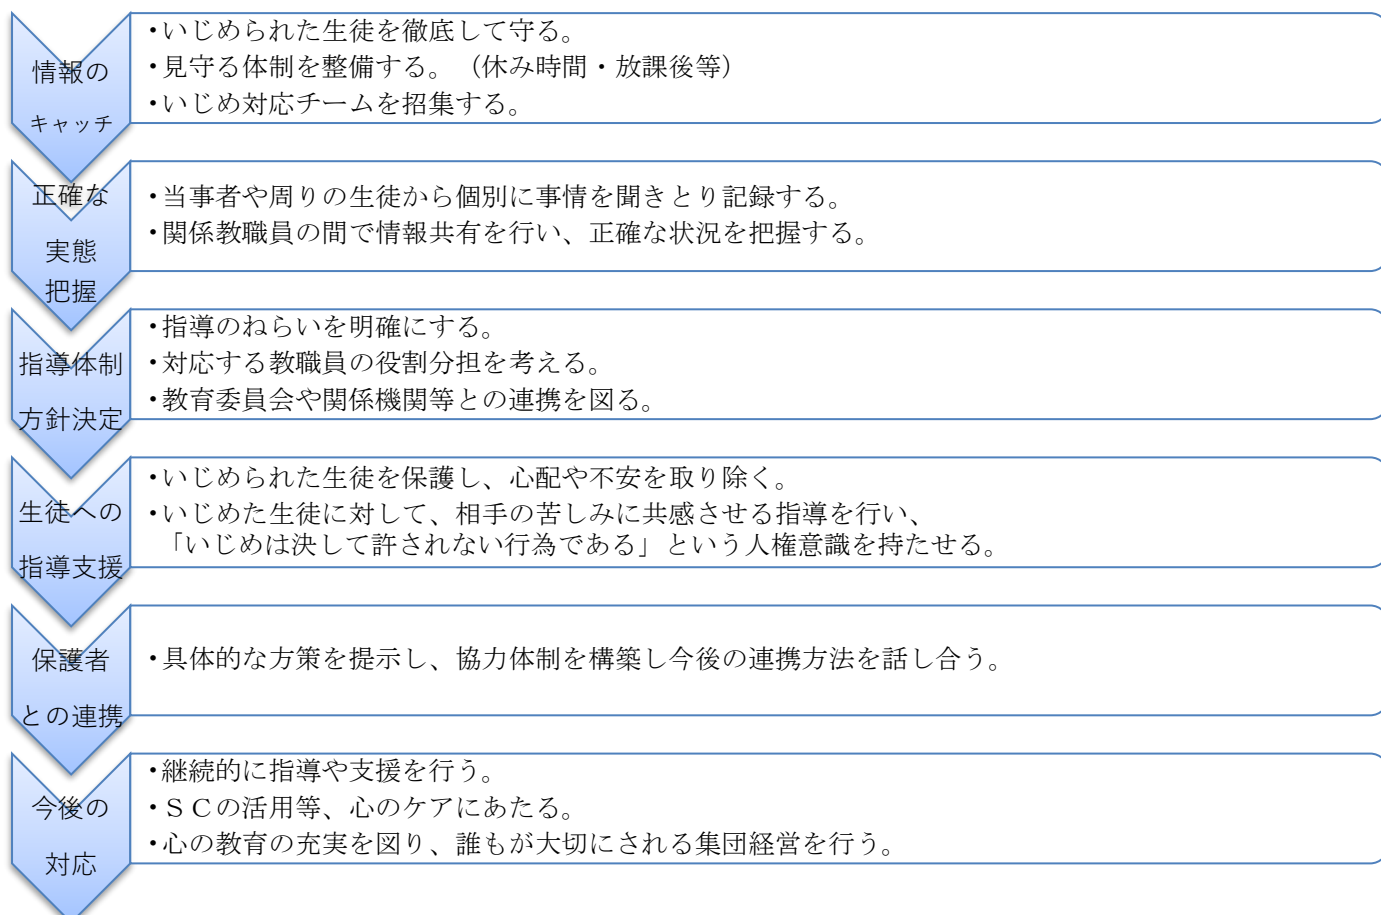 情報の
キャッチ
・いじめられた生徒を徹底して守る。
・見守る体制を整備する。（休み時間・放課後等）
・いじめ対応チームを招集する。
正確な
実態
把握
・当事者や周りの生徒から個別に事情を聞きとり記録する。
・関係教職員の間で情報共有を行い、正確な状況を把握する。
指導体制
方針決定
・指導のねらいを明確にする。
・対応する教職員の役割分担を考える。
・教育委員会や関係機関等との連携を図る。
生徒への
指導支援
・いじめられた生徒を保護し、心配や不安を取り除く。
・いじめた生徒に対して、相手の苦しみに共感させる指導を行い、
「いじめは決して許されない行為である」という人権意識を持たせる。
保護者
との連携
・具体的な方策を提示し、協力体制を構築し今後の連携方法を話し合う。
今後の
対応
・継続的に指導や支援を行う。
・ＳＣの活用等、心のケアにあたる。
・心の教育の充実を図り、誰もが大切にされる集団経営を行う。